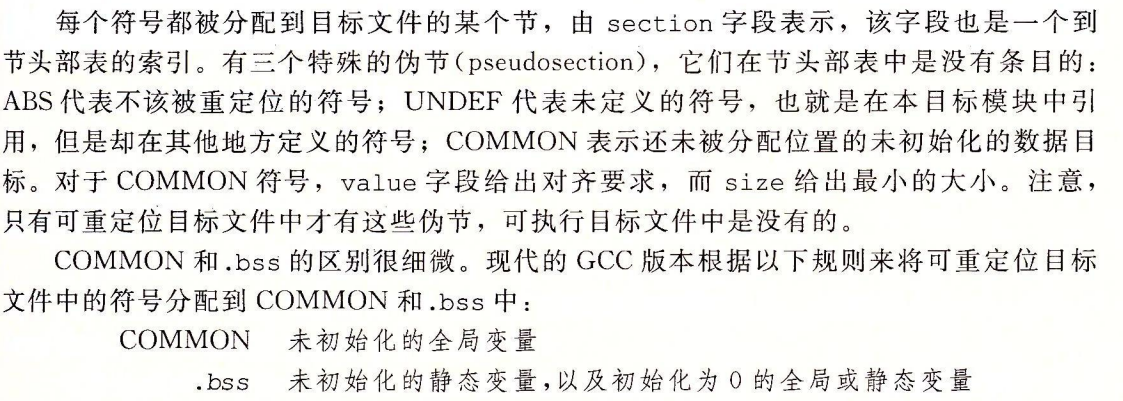 每个符号都被分配到目标文件的某个节，由 section 字段表示，该字段也是一个到
节头部表的索引。有三个特殊的伪节(pseudosection)，它们在节头部表中是没有条目的：
ABS 代表不该被重定位的符号；UNDEF 代表未定义的符号，也就是在本目标模块中引
用，但是却在其他地方定义的符号；COMMON 表示还未被分配位置的未初始化的数据目
标。对于 COMMON 符号，value 字段给出对齐要求，而 size 给出最小的大小。注意，
只有可重定位目标文件中才有这些伪节，可执行目标文件中是没有的。
COMMON 和.bss 的区别很细微。现代的 GCC 版本根据以下规则来将可重定位目标
文件中的符号分配到 COMMON 和.bss 中：
COMMON 未初始化的全局变量
.bss 未初始化的静态变量,以及初始化为 0 的全局或静态变量